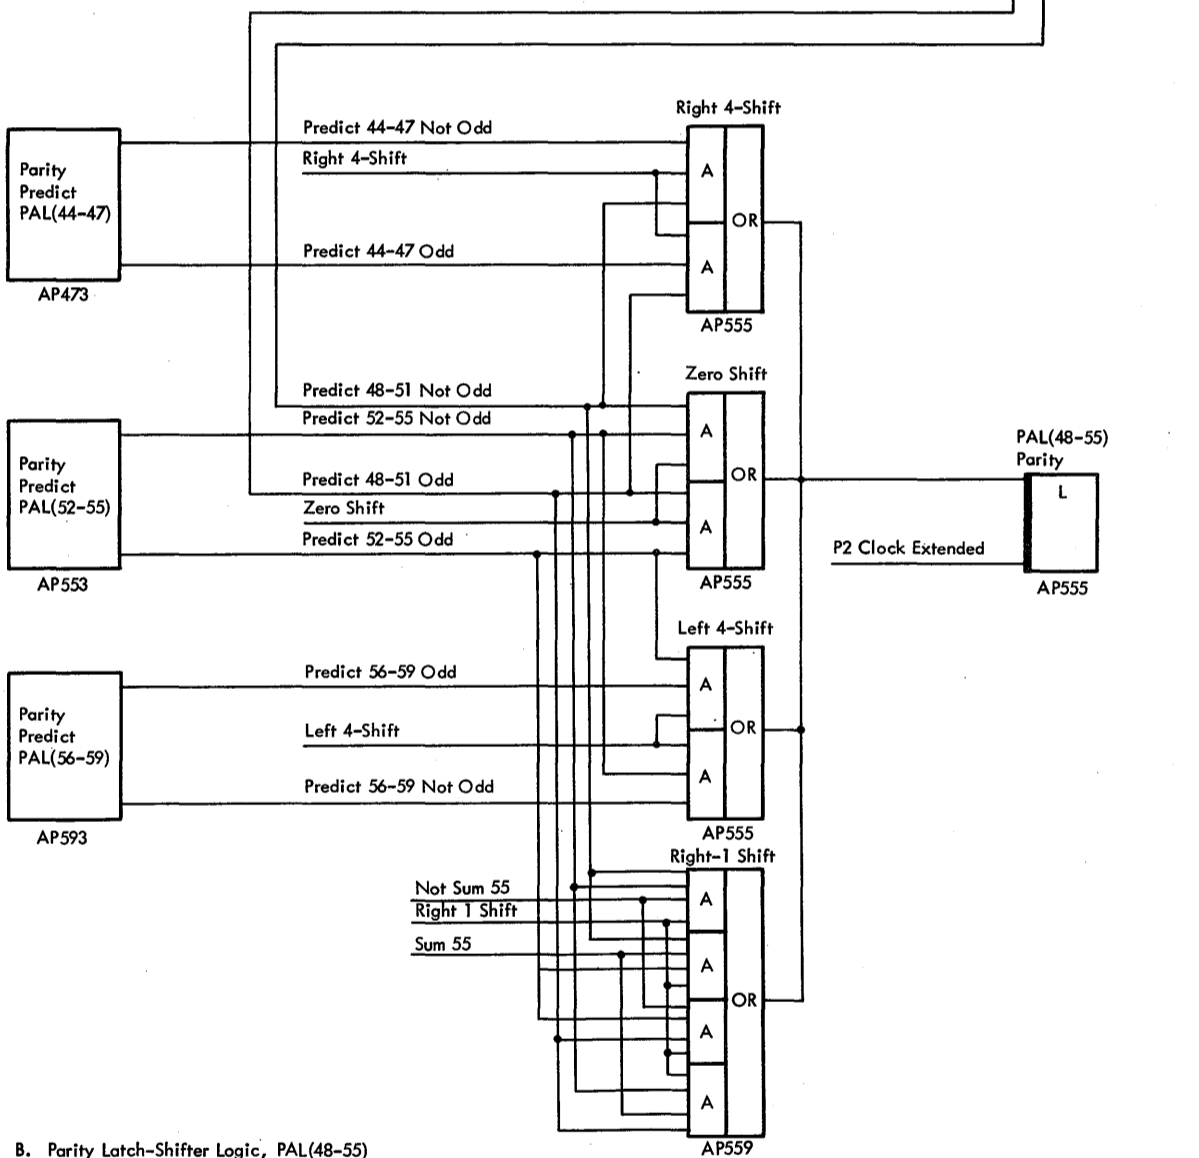 Right 4-Shift
Predict 44-47 Not Odd
Right 4-Shift
Parity
Predict
PAL(44-47)
A
OR
Predict 44-47 Odd
A
AP473
AP555
Zero Shift
Predict 48-51 Not Odd
Predict 52-55 Not Odd
A
Parity
Predict
PAL(52-55)
OR
Predict 48-51 Odd
Zero Shift
A
Predict 52-55 Odd
AP553
AP555
PAL(48-55)
Parity
L
P2 Clock Extended
AP555
Left 4-Shift
Predict 56-59 Odd
A
Parity
Predict
PAL(56-59)
Left 4-Shift
OR
A
Predict 56-59 Not Odd
AP593
AP555
Right-1 Shift
Not Sum 55
A
Right 1 Shift
Sum 55
A
OR
A
A
AP559
B. Parity Latch-Shifter Logic, PAL(48-55)